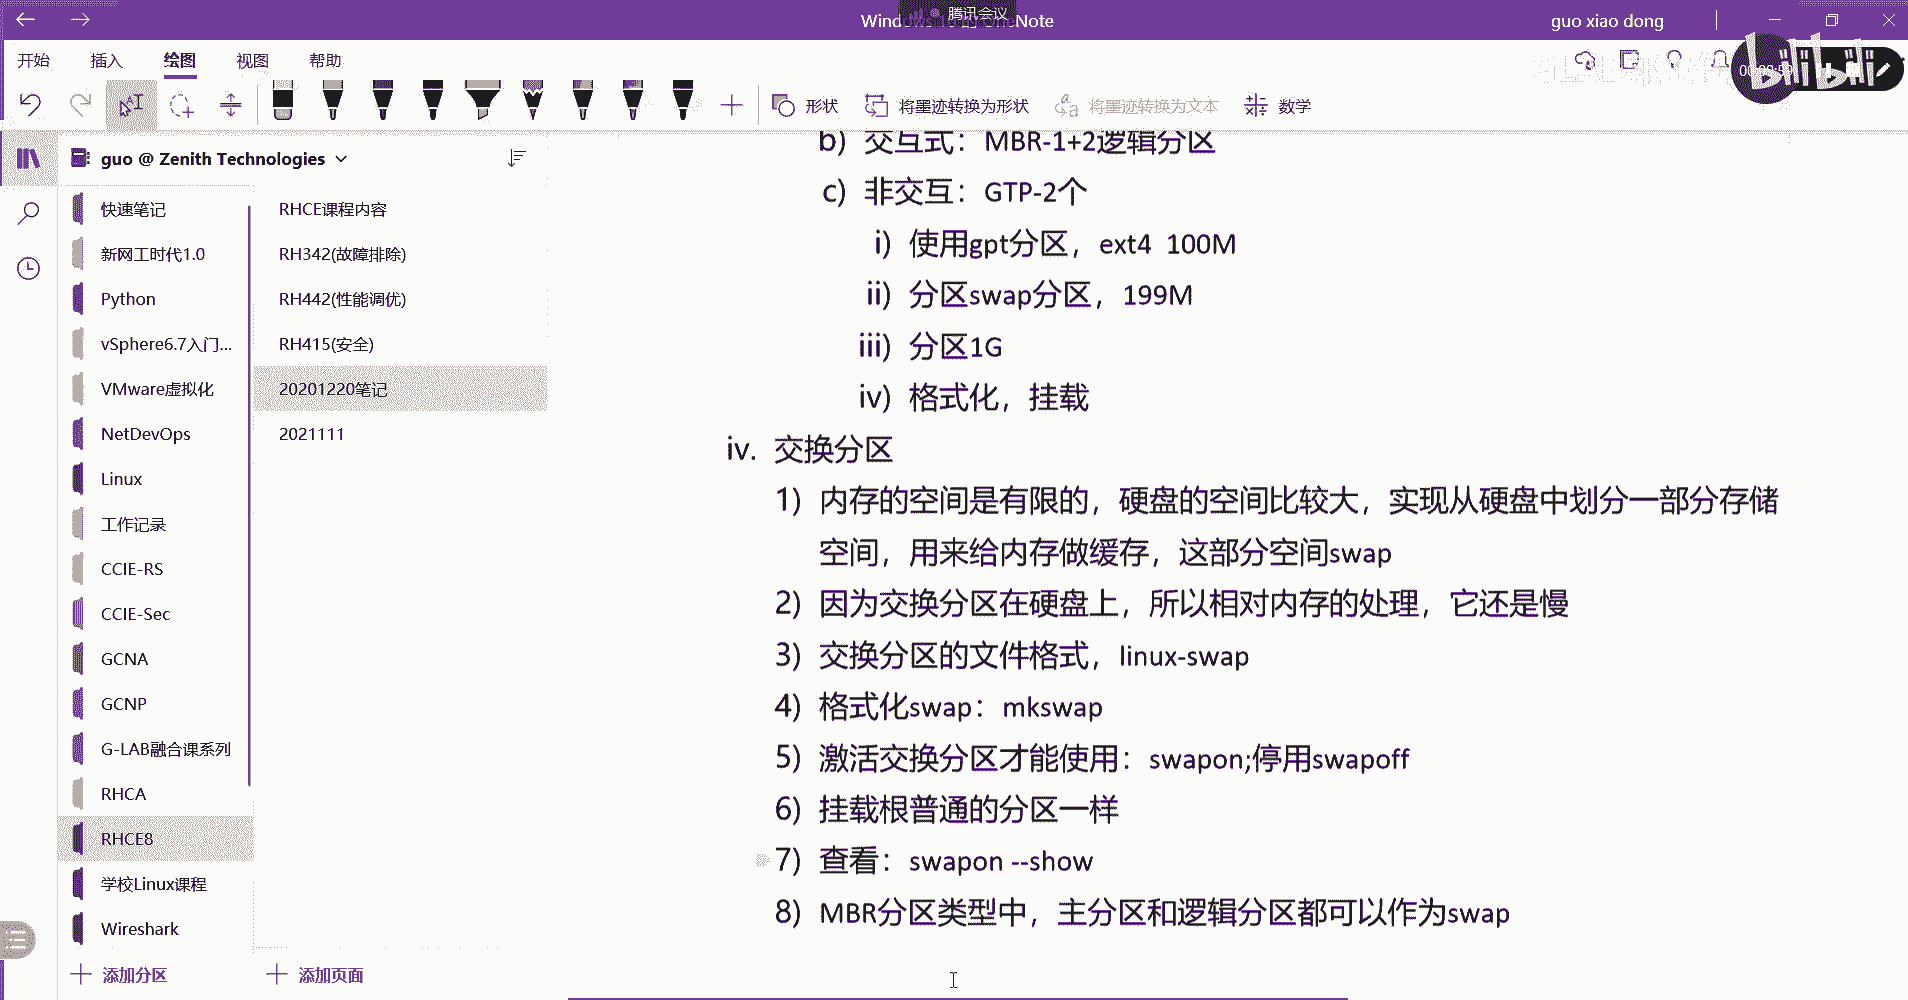 腾讯会议
guo xiao dong
开始 插入 绘图 视图 帮助
bilibili
形状 将墨迹转换为形状 将墨迹转换为文本 数学
guo @ Zenith Technologies
快速笔记
新网工时代1.0
Python
vSphere6.7入门...
VMware虚拟化
NetDevOps
Linux
工作记录
CCIE-RS
CCIE-Sec
GCNA
GCNP
G-LAB融合课系列
RHCA
RHCE8
学校Linux课程
Wireshark
添加分区
RHCE课程内容
RH342(故障排除)
RH442(性能调优)
RH415(安全)
20201220笔记
2021111
添加页面
b) 交互式：MBR-1+2逻辑分区
c) 非交互：GTP-2个
i) 使用gpt分区，ext4 100M
ii) 分区swap分区，199M
iii) 分区1G
iv) 格式化，挂载
iv. 交换分区
1) 内存的空间是有限的，硬盘的空间比较大，实现从硬盘中划分一部分存储
空间，用来给内存做缓存，这部分空间swap
2) 因为交换分区在硬盘上，所以相对内存的处理，它还是慢
3) 交换分区的文件格式，linux-swap
4) 格式化swap：mkswap
5) 激活交换分区才能使用：swapon;停用swapoff
6) 挂载根普通的分区一样
7) 查看：swapon --show
8) MBR分区类型中，主分区和逻辑分区都可以作为swap